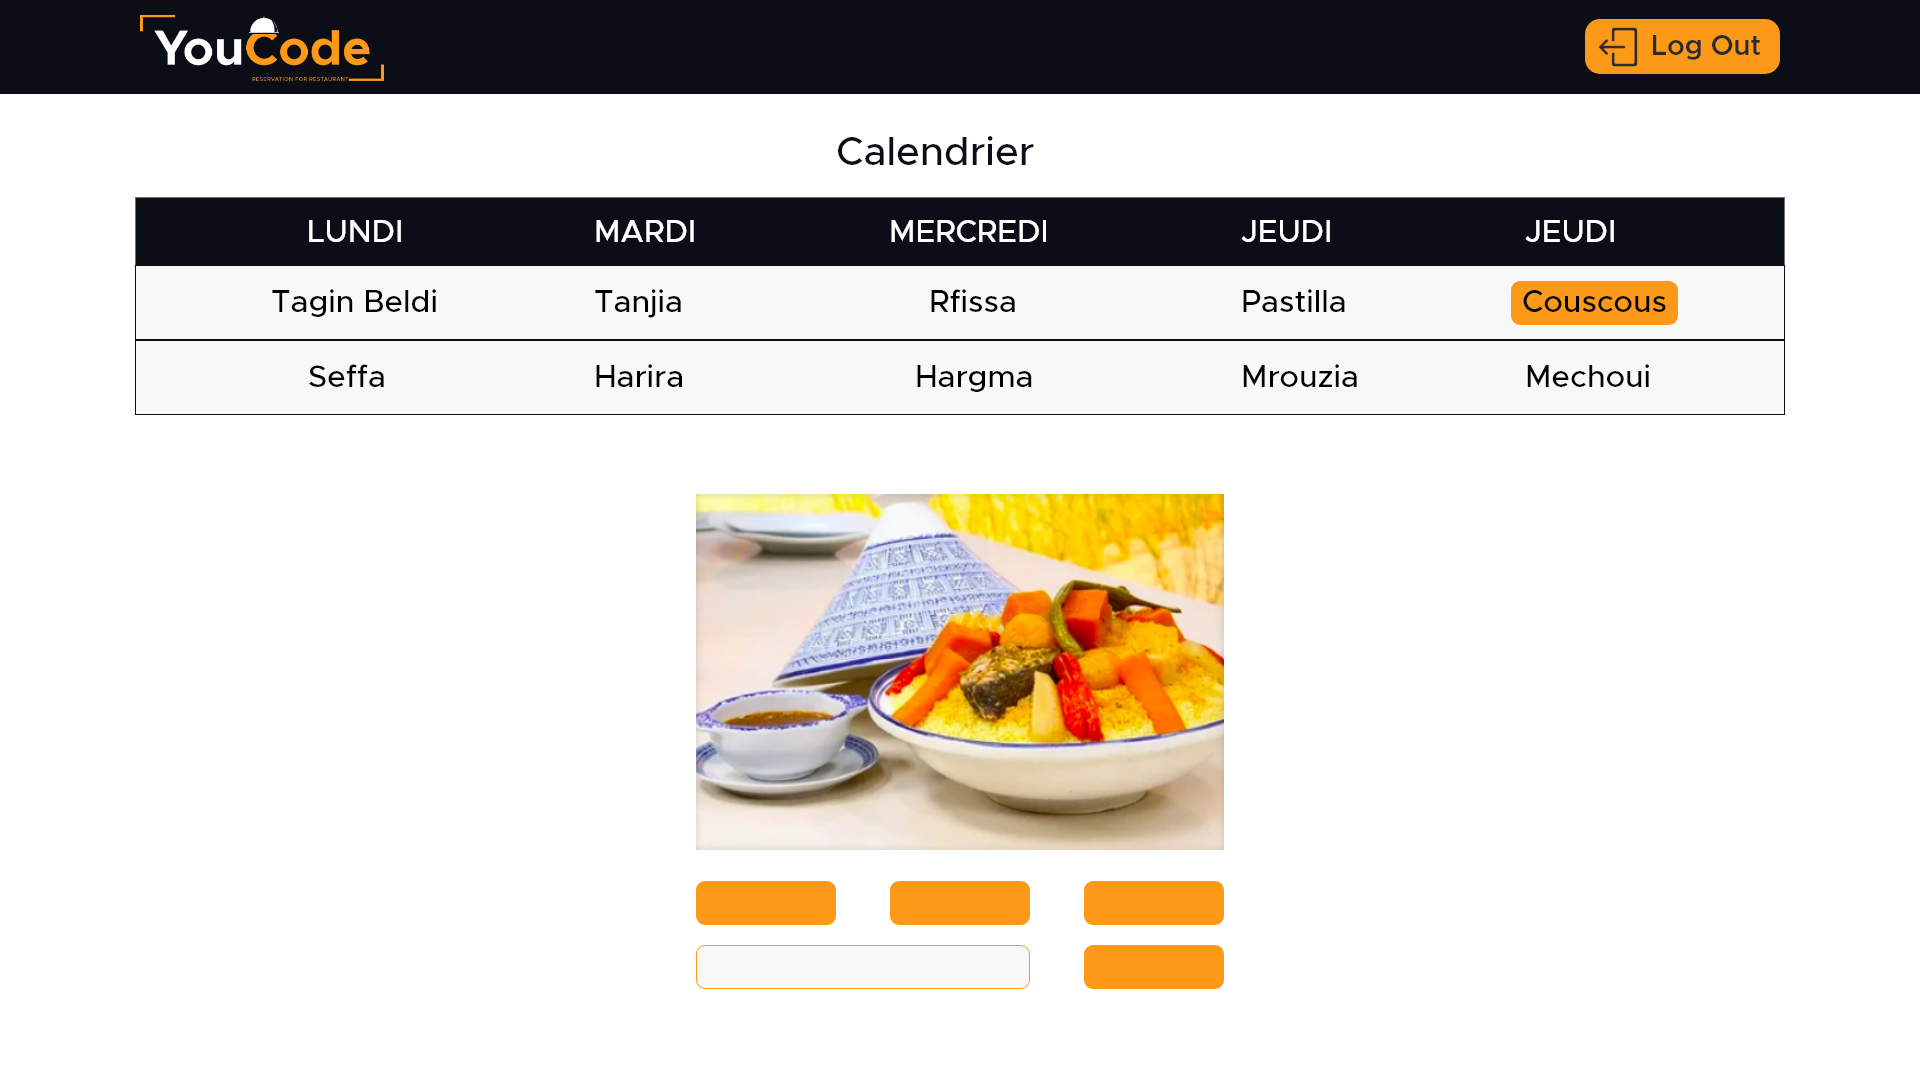 YouCode
RESERVATION FOR RESTAURANT
Log Out
Calendrier
LUNDI MARDI MERCREDI JEUDI JEUDI
Tagin Beldi Tanjia Rfissa Pastilla Couscous
Seffa Harira Hargma Mrouzia Mechoui